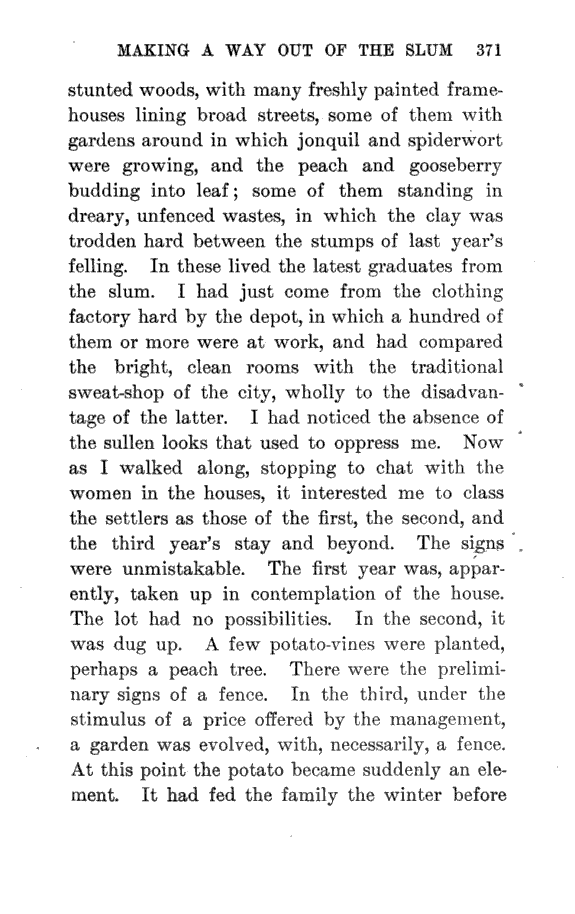 MAKING A WAY OUT OF THE SLUM 371
stunted woods, with many freshly painted frame-
houses lining broad streets, some of them with
gardens around in which jonquil and spiderwort
were growing, and the peach and gooseberry
budding into leaf; some of them standing in
dreary, unfenced wastes, in which the clay was
trodden hard between the stumps of last year's
felling. In these lived the latest graduates from
the slum. I had just come from the clothing
factory hard by the depot, in which a hundred of
them or more were at work, and had compared
the bright, clean rooms with the traditional
sweat-shop of the city, wholly to the disadvan-
tage of the latter. I had noticed the absence of
the sullen looks that used to oppress me. Now
as I walked along, stopping to chat with the
women in the houses, it interested me to class
the settlers as those of the first, the second, and
the third year's stay and beyond. The signs
were unmistakable. The first year was, appar-
ently, taken up in contemplation of the house.
The lot had no possibilities. In the second, it
was dug up. A few potato-vines were planted,
perhaps a peach tree. There were the prelimi-
nary signs of a fence. In the third, under the
stimulus of a price offered by the management,
a garden was evolved, with, necessarily, a fence.
At this point the potato became suddenly an ele-
ment. It had fed the family the winter before